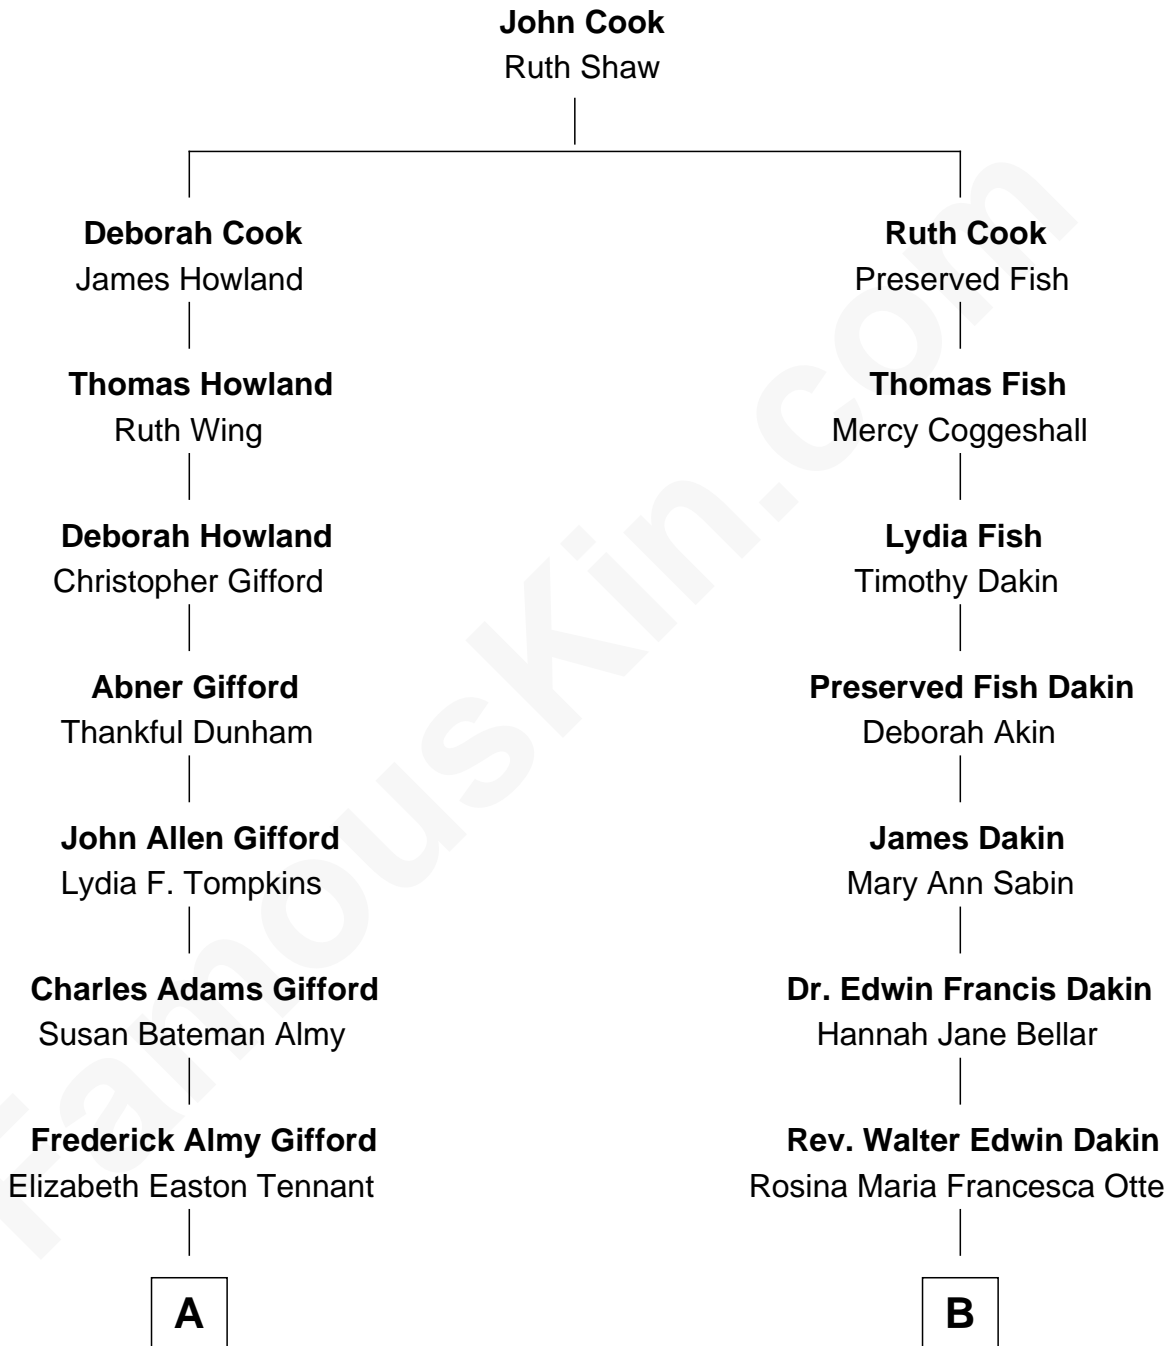 John Cook
Ruth Shaw
Deborah Cook
James Howland
Ruth Cook
Preserved Fish
Thomas Howland
Ruth Wing
Thomas Fish
Mercy Coggeshall
Deborah Howland
Christopher Gifford
Lydia Fish
Timothy Dakin
Abner Gifford
Thankful Dunham
Preserved Fish Dakin
Deborah Akin
John Allen Gifford
Lydia F. Tompkins
James Dakin
Mary Ann Sabin
Charles Adams Gifford
Susan Bateman Almy
Dr. Edwin Francis Dakin
Hannah Jane Bellar
Frederick Almy Gifford
Elizabeth Easton Tennant
Rev. Walter Edwin Dakin
Rosina Maria Francesca Otte
A
B
FamousKin.com